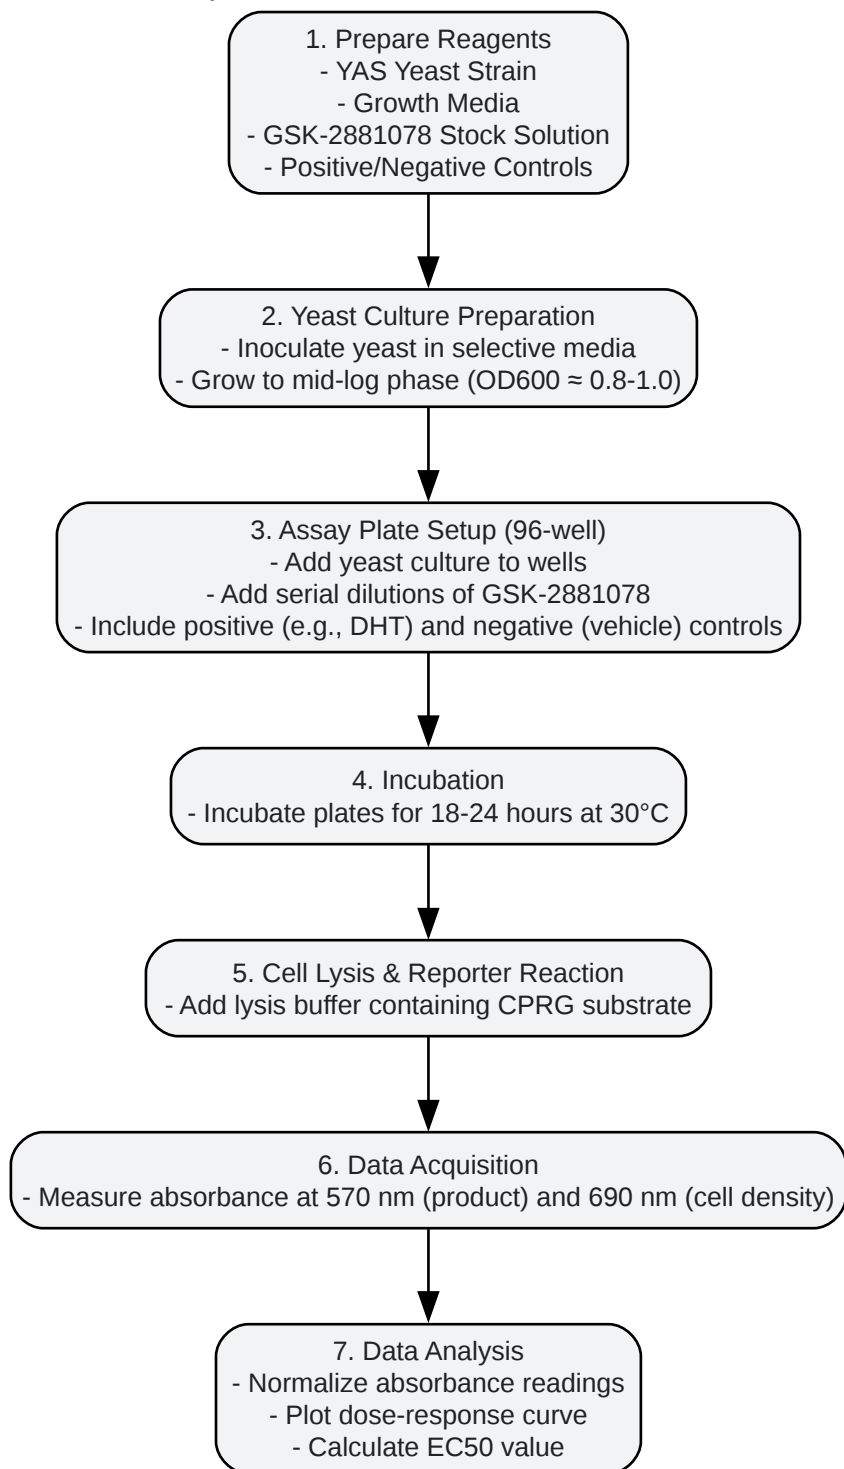 1. Prepare Reagents
- YAS Yeast Strain
- Growth Media
- GSK-2881078 Stock Solution
- Positive/Negative Controls
2. Yeast Culture Preparation
- Inoculate yeast in selective media
- Grow to mid-log phase (OD600 ≈ 0.8-1.0)
3. Assay Plate Setup (96-well)
- Add yeast culture to wells
- Add serial dilutions of GSK-2881078
- Include positive (e.g., DHT) and negative (vehicle) controls
4. Incubation
- Incubate plates for 18-24 hours at 30°C
5. Cell Lysis & Reporter Reaction
- Add lysis buffer containing CPRG substrate
6. Data Acquisition
- Measure absorbance at 570 nm (product) and 690 nm (cell density)
7. Data Analysis
- Normalize absorbance readings
- Plot dose-response curve
- Calculate EC50 value